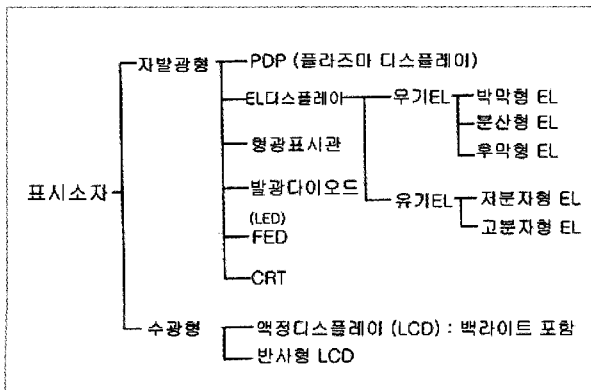 표시소자
자발광형
PDP (플라즈마 디스플레이)
EL디스플레아
무기EL
박막형 EL
분산형 EL
후막형 EL
유기EL
저분자형 EL
고분자형 EL
형광표시관
발광다이오드
(LED)
FED
CRT
수광형
액정디스플레이 (LCD) : 백라이트 포함
반사형 LCD